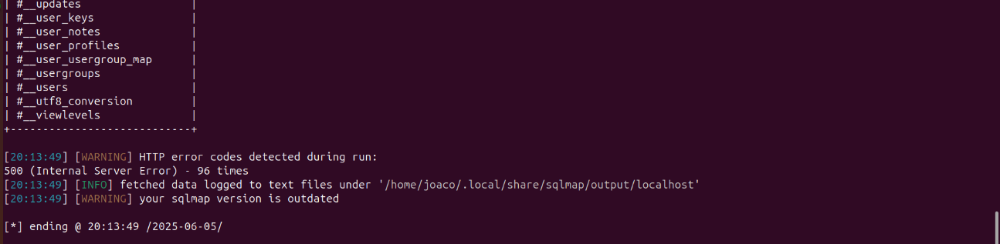 | #__updates |
| #__user_keys |
| #__user_notes |
| #__user_profiles |
| #__user_usergroup_map |
| #__usergroups |
| #__users |
| #__utf8_conversion |
| #__viewlevels |
+----------------------------+
[20:13:49] [WARNING] HTTP error codes detected during run:
500 (Internal Server Error) - 96 times
[20:13:49] [INFO] fetched data logged to text files under '/home/joaco/.local/share/sqlmap/output/localhost'
[20:13:49] [WARNING] your sqlmap version is outdated
[*] ending @ 20:13:49 /2025-06-05/